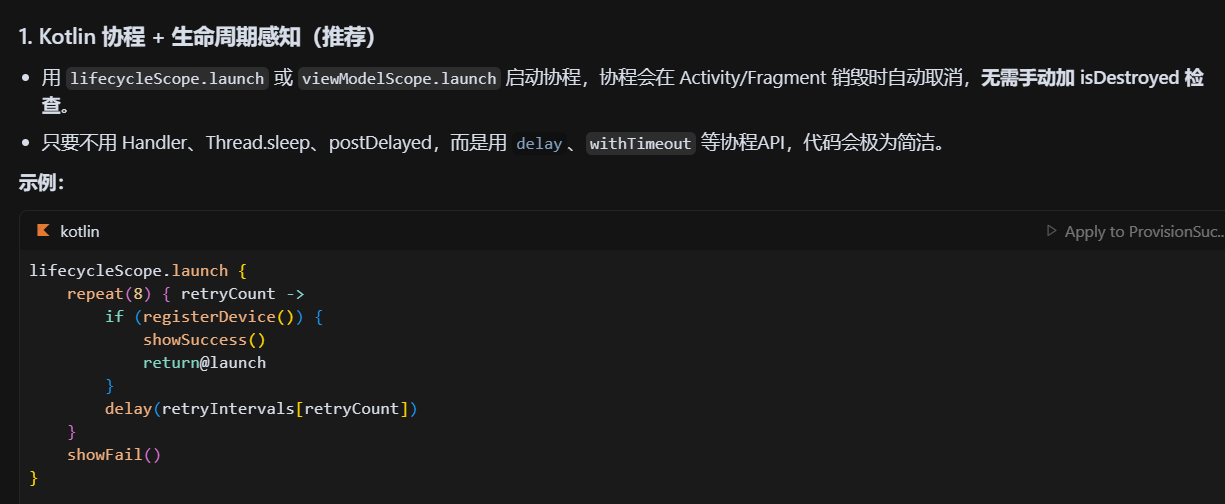 1. Kotlin 协程 + 生命周期感知（推荐）
• 用 lifecycleScope.launch 或 viewModelScope.launch 启动协程，协程会在 Activity/Fragment 销毁时自动取消，无需手动加 isDestroyed 检
查。
• 只要不用 Handler、Thread.sleep、postDelayed，而是用 delay、withTimeout 等协程API，代码会极为简洁。
示例：
kotlin
Apply to ProvisionSuc...
lifecycleScope.launch {
    repeat(8) { retryCount ->
        if (registerDevice()) {
            showSuccess()
            return@launch
        }
        delay(retryIntervals[retryCount])
    }
    showFail()
}